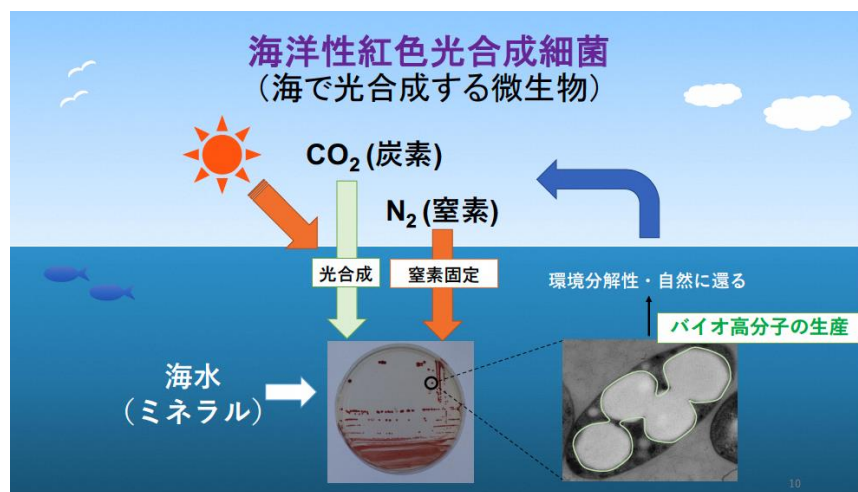 海洋性紅色光合成細菌
（海で光合成する微生物）
CO₂ (炭素)
N₂ (窒素)
光合成
窒素固定
環境分解性・自然に還る
バイオ高分子の生産
海水
（ミネラル）
10